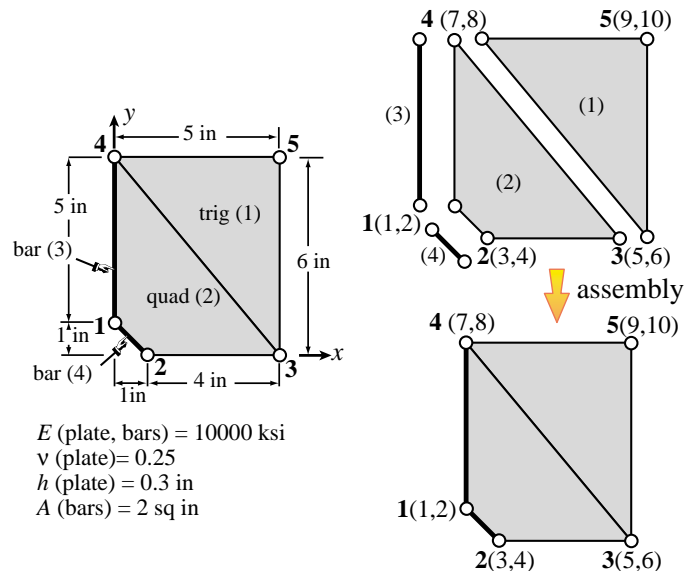 y
4
5 in
5
5 in
trig (1)
bar (3)
6 in
quad (2)
1
1 in
x
bar (4)
2
3
1in
4 in
E (plate, bars) = 10000 ksi
ν (plate)= 0.25
h (plate) = 0.3 in
A (bars) = 2 sq in
4 (7,8)
5(9,10)
(3)
(1)
(2)
1(1,2)
(4)
2(3,4)
3(5,6)
assembly
4 (7,8)
5(9,10)
1(1,2)
2(3,4)
3(5,6)